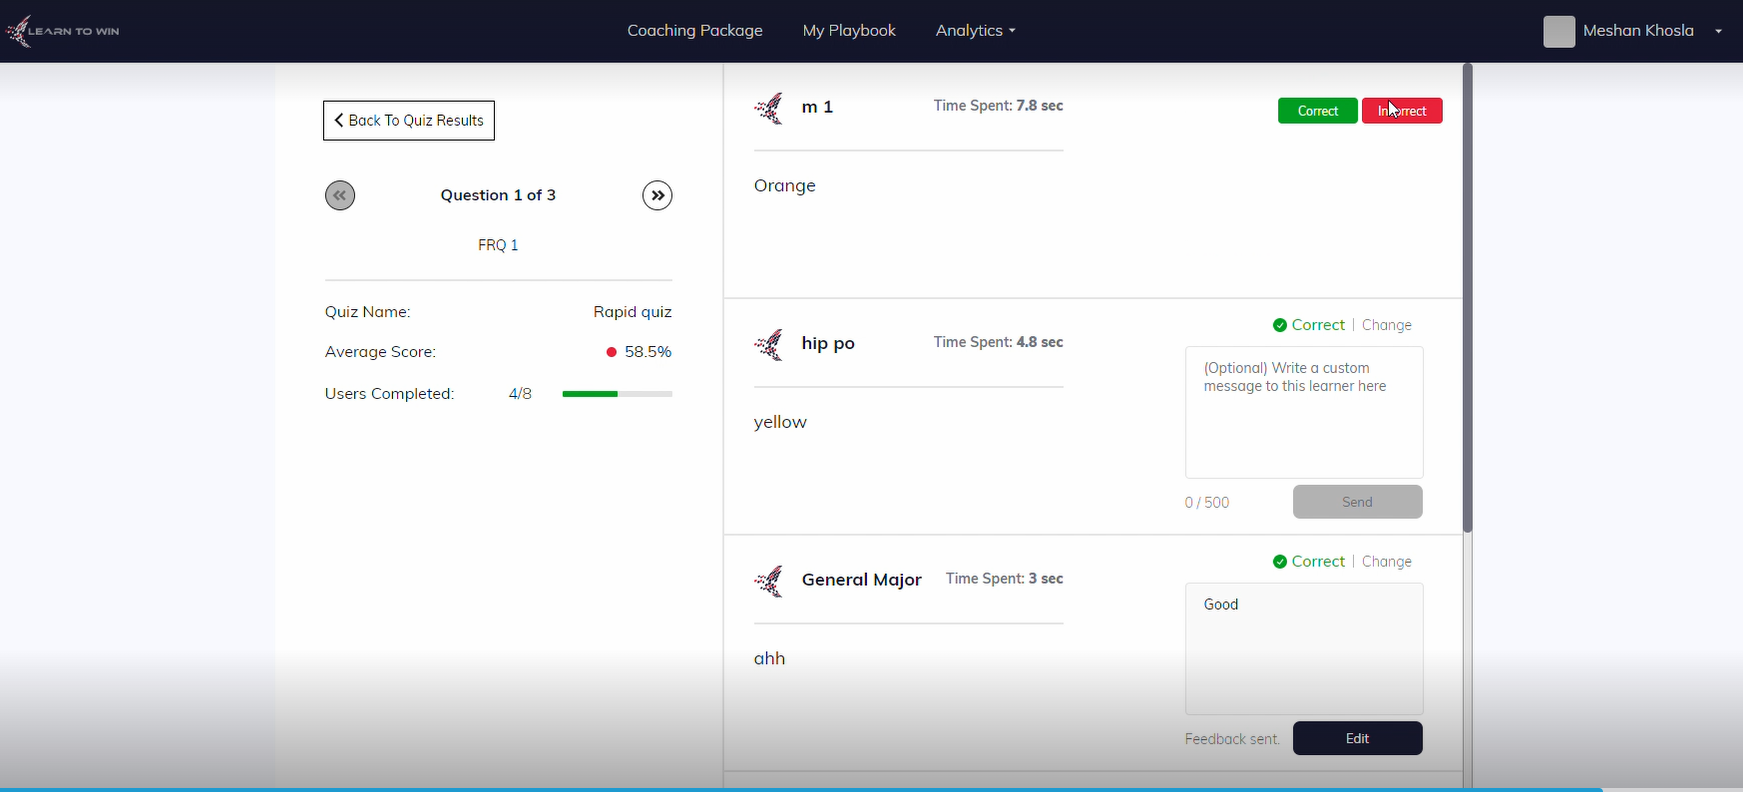 LEARN TO WIN
Coaching Package
My Playbook
Analytics
Meshan Khosla
Back To Quiz Results
Question 1 of 3
FRQ 1
Quiz Name: Rapid quiz
Average Score: 58.5%
Users Completed: 4/8
m 1
Time Spent: 7.8 sec
Correct
Orange
hip po
Time Spent: 4.8 sec
Correct | Change
yellow
(Optional) Write a custom
message to this learner here
0 / 500
Send
General Major
Time Spent: 3 sec
Correct | Change
ahh
Good
Feedback sent.
Edit